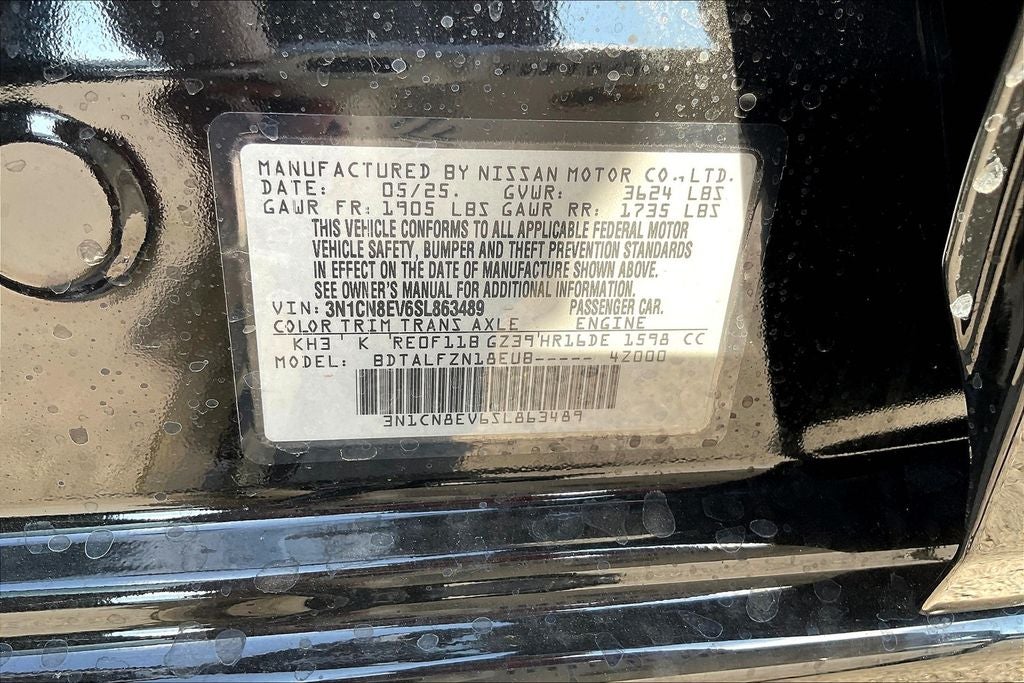 MANUFACTURED BY NISSAN MOTOR CO., LTD.
DATE: 05/25. GVWR: 3624 LBS
GAWR FR: 1905 LBS GAWR RR: 1735 LBS
THIS VEHICLE CONFORMS TO ALL APPLICABLE FEDERAL MOTOR
VEHICLE SAFETY, BUMPER AND THEFT PREVENTION STANDARDS
IN EFFECT ON THE DATE OF MANUFACTURE SHOWN ABOVE.
SEE OWNER'S MANUAL FOR ADDITIONAL INFORMATION.
VIN: 3N1CN8EV6SL863489 PASSENGER CAR.
COLOR TRIM TRANS AXLE ENGINE
KH3 K RE0F11B GZ39 HR16DE 1598 CC
MODEL: BDTALFZN18EU8----- 4Z000
3N1CN8EV6SL863489